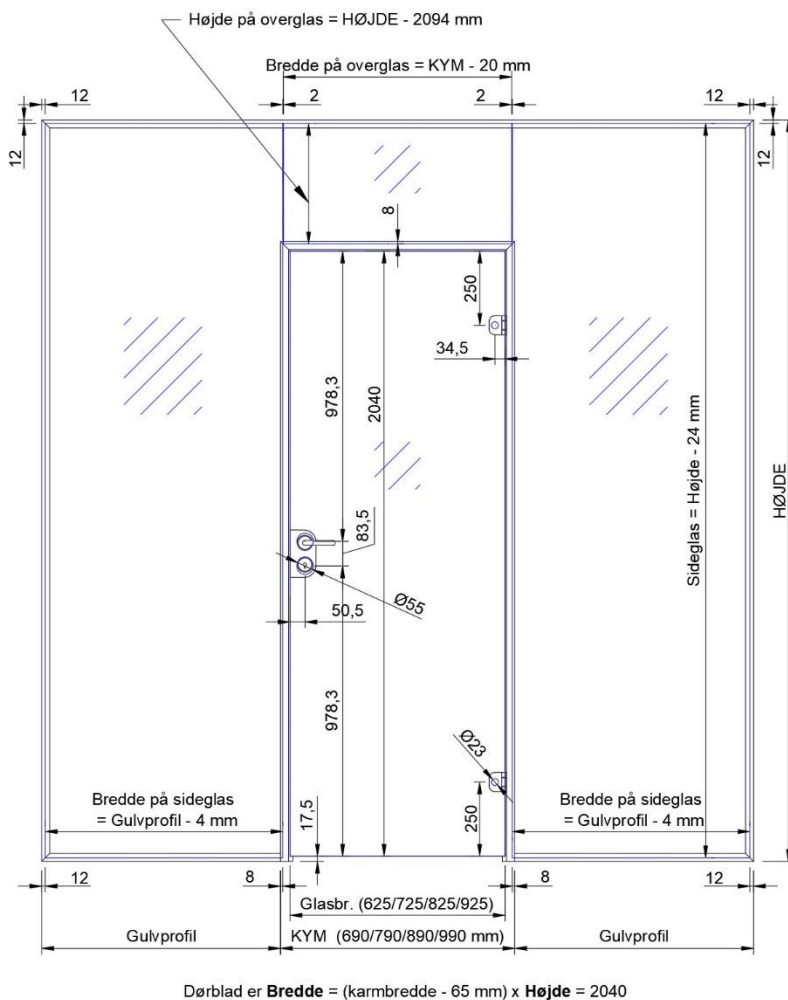 Højde på overglas = HØJDE - 2094 mm
Bredde på overglas = KYM - 20 mm
12
2
2
12
12
12
8
250
34,5
978,3
2040
83,5
Sideglas = Højde - 24 mm
HØJDE
Ø55
50,5
978,3
Ø23
17,5
250
Bredde på sideglas
= Gulvprofil - 4 mm
Bredde på sideglas
= Gulvprofil - 4 mm
12
8
8
12
Glasbr. (625/725/825/925)
Gulvprofil
KYM (690/790/890/990 mm)
Gulvprofil
Dørblad er Bredde = (karmbredde - 65 mm) x Højde = 2040